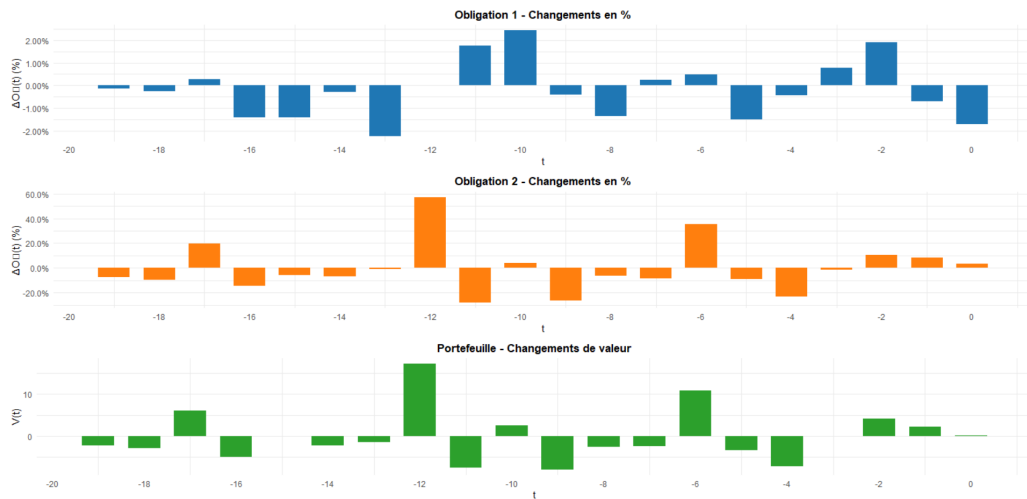 Obligation 1 - Changements en %
ΔO▯(t) (%)
2.00%
1.00%
0.00%
-1.00%
-2.00%
-20 -18 -16 -14 -12 -10 -8 -6 -4 -2 0
t
Obligation 2 - Changements en %
ΔO▯(t) (%)
60.0%
40.0%
20.0%
0.0%
-20.0%
-20 -18 -16 -14 -12 -10 -8 -6 -4 -2 0
t
Portefeuille - Changements de valeur
V(t)
10
0
-20 -18 -16 -14 -12 -10 -8 -6 -4 -2 0
t